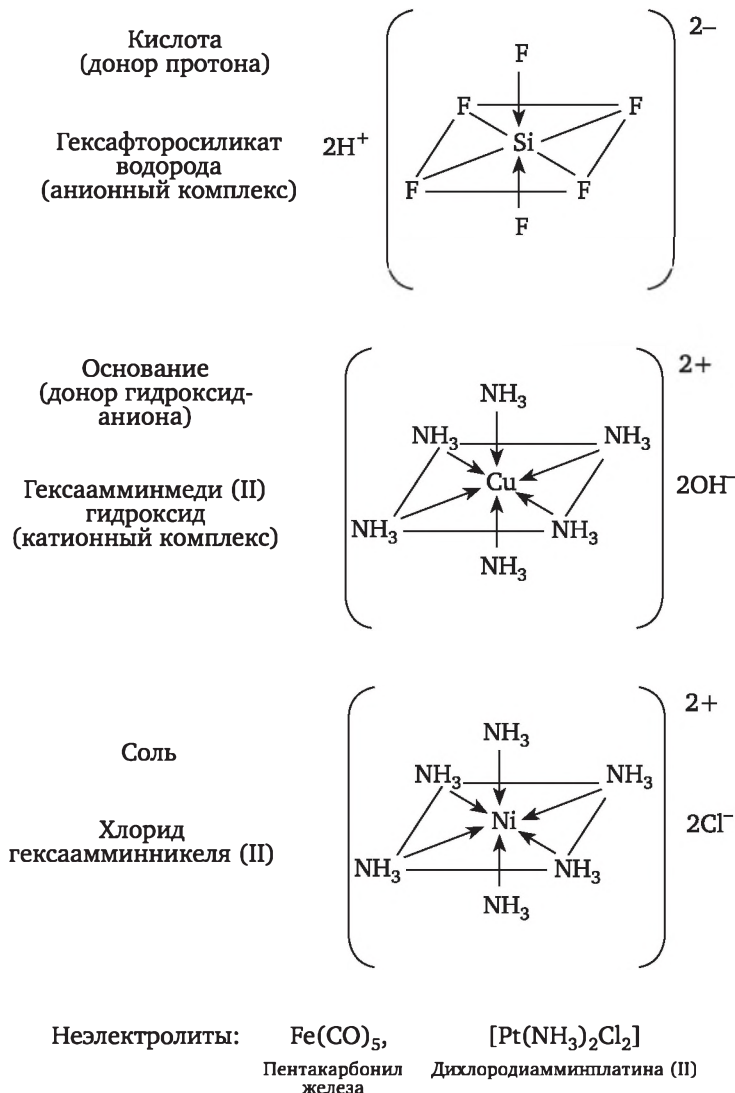 Кислота
(донор протона)
Гексафторосиликат
водорода
(анионный комплекс)
2H⁺
2–
F
F F
Si
F F
F
Основание
(донор гидроксид-
аниона)
Гексаамминмеди (II)
гидроксид
(катионный комплекс)
2+
NH₃
NH₃ NH₃
Cu
2OH⁻
NH₃ NH₃
NH₃
Соль
Хлорид
гексаамминникеля (II)
2+
NH₃
NH₃ NH₃
Ni
2Cl⁻
NH₃ NH₃
NH₃
Неэлектролиты: Fe(CO)₅, [Pt(NH₃)₂Cl₂]
Пентакарбонил Дихлородиамминплатина (II)
железа